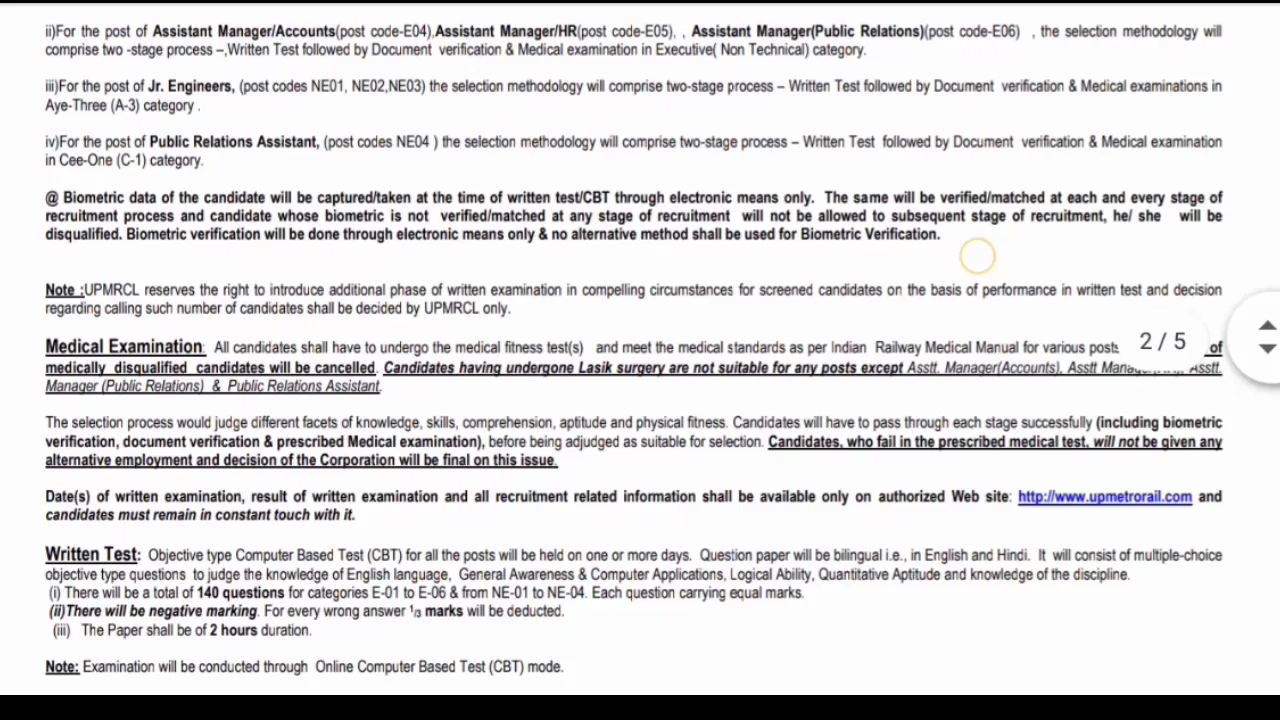 ii)For the post of Assistant Manager/Accounts(post code-E04),Assistant Manager/HR(post code-E05), , Assistant Manager(Public Relations)(post code-E06) , the selection methodology will
comprise two -stage process –,Written Test followed by Document verification & Medical examination in Executive( Non Technical) category.
iii)For the post of Jr. Engineers, (post codes NE01, NE02,NE03) the selection methodology will comprise two-stage process – Written Test followed by Document verification & Medical examinations in
Aye-Three (A-3) category .
iv)For the post of Public Relations Assistant, (post codes NE04 ) the selection methodology will comprise two-stage process – Written Test followed by Document verification & Medical examination
in Cee-One (C-1) category.
@ Biometric data of the candidate will be captured/taken at the time of written test/CBT through electronic means only. The same will be verified/matched at each and every stage of
recruitment process and candidate whose biometric is not verified/matched at any stage of recruitment will not be allowed to subsequent stage of recruitment, he/ she will be
disqualified. Biometric verification will be done through electronic means only & no alternative method shall be used for Biometric Verification.
Note :UPMRCL reserves the right to introduce additional phase of written examination in compelling circumstances for screened candidates on the basis of performance in written test and decision
regarding calling such number of candidates shall be decided by UPMRCL only.
Medical Examination: All candidates shall have to undergo the medical fitness test(s) and meet the medical standards as per Indian Railway Medical Manual for various posts of
2 / 5
medically disqualified candidates will be cancelled. Candidates having undergone Lasik surgery are not suitable for any posts except Asstt. Manager(Accounts), Asstt Asstt.
Manager (Public Relations) & Public Relations Assistant.
The selection process would judge different facets of knowledge, skills, comprehension, aptitude and physical fitness. Candidates will have to pass through each stage successfully (including biometric
verification, document verification & prescribed Medical examination), before being adjudged as suitable for selection. Candidates, who fail in the prescribed medical test, will not be given any
alternative employment and decision of the Corporation will be final on this issue.
Date(s) of written examination, result of written examination and all recruitment related information shall be available only on authorized Web site: http://www.upmetrorail.com and
candidates must remain in constant touch with it.
Written Test: Objective type Computer Based Test (CBT) for all the posts will be held on one or more days. Question paper will be bilingual i.e., in English and Hindi. It will consist of multiple-choice
objective type questions to judge the knowledge of English language, General Awareness & Computer Applications, Logical Ability, Quantitative Aptitude and knowledge of the discipline.
(i) There will be a total of 140 questions for categories E-01 to E-06 & from NE-01 to NE-04. Each question carrying equal marks.
(ii)There will be negative marking. For every wrong answer 1/3 marks will be deducted.
(iii) The Paper shall be of 2 hours duration.
Note: Examination will be conducted through Online Computer Based Test (CBT) mode.